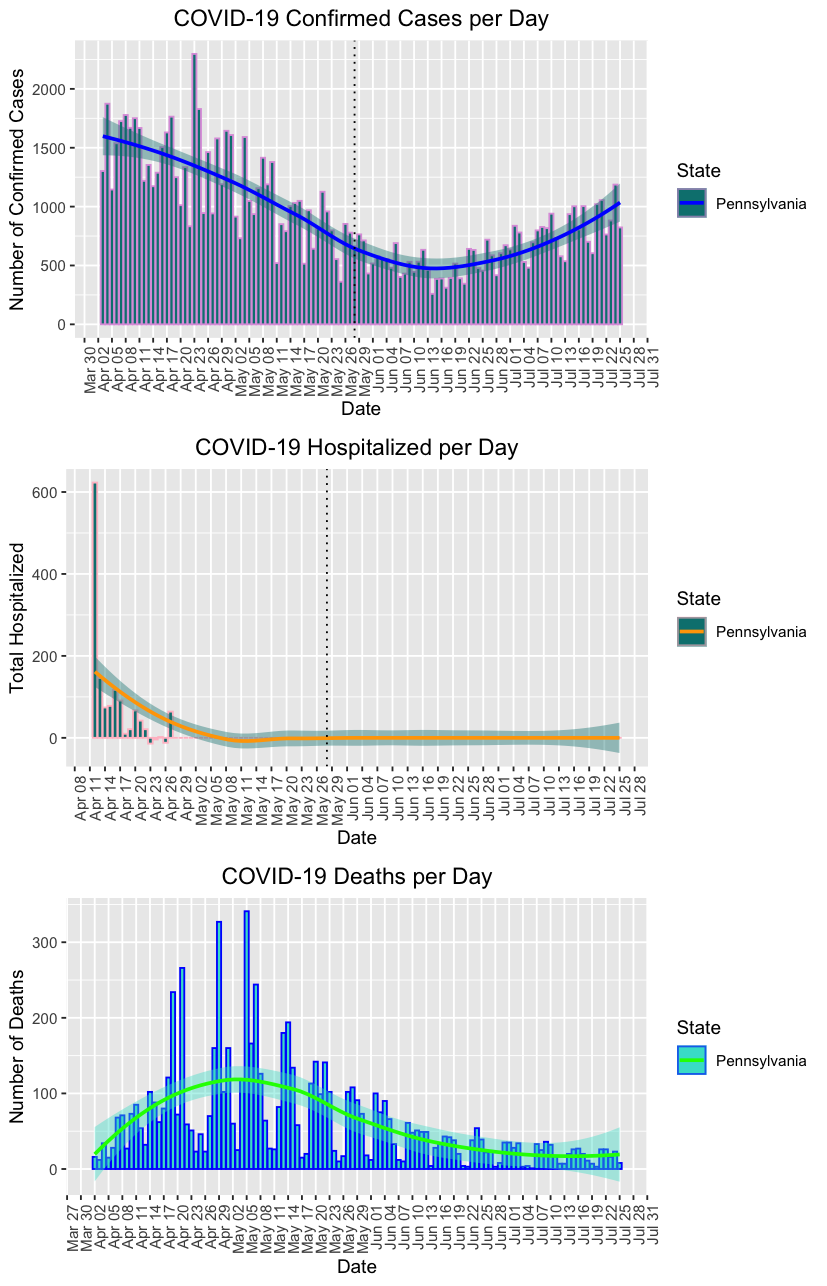 COVID-19 Confirmed Cases per Day
Number of Confirmed Cases
2000
1500
1000
500
0
Mar 30
Apr 02
Apr 05
Apr 08
Apr 11
Apr 14
Apr 17
Apr 20
Apr 23
Apr 26
Apr 29
May 02
May 05
May 08
May 11
May 14
May 17
May 20
May 23
May 26
May 29
Jun 01
Jun 04
Jun 07
Jun 10
Jun 13
Jun 16
Jun 19
Jun 22
Jun 25
Jun 28
Jul 01
Jul 04
Jul 07
Jul 10
Jul 13
Jul 16
Jul 19
Jul 22
Jul 25
Jul 28
Jul 31
Date
State
Pennsylvania
COVID-19 Hospitalized per Day
Total Hospitalized
600
400
200
0
Apr 08
Apr 11
Apr 14
Apr 17
Apr 20
Apr 23
Apr 26
Apr 29
May 02
May 05
May 08
May 11
May 14
May 17
May 20
May 23
May 26
May 29
Jun 01
Jun 04
Jun 07
Jun 10
Jun 13
Jun 16
Jun 19
Jun 22
Jun 25
Jun 28
Jul 01
Jul 04
Jul 07
Jul 10
Jul 13
Jul 16
Jul 19
Jul 22
Jul 25
Jul 28
Date
State
Pennsylvania
COVID-19 Deaths per Day
Number of Deaths
300
200
100
0
Mar 27
Mar 30
Apr 02
Apr 05
Apr 08
Apr 11
Apr 14
Apr 17
Apr 20
Apr 23
Apr 26
Apr 29
May 02
May 05
May 08
May 11
May 14
May 17
May 20
May 23
May 26
May 29
Jun 01
Jun 04
Jun 07
Jun 10
Jun 13
Jun 16
Jun 19
Jun 22
Jun 25
Jun 28
Jul 01
Jul 04
Jul 07
Jul 10
Jul 13
Jul 16
Jul 19
Jul 22
Jul 25
Jul 28
Jul 31
Date
State
Pennsylvania